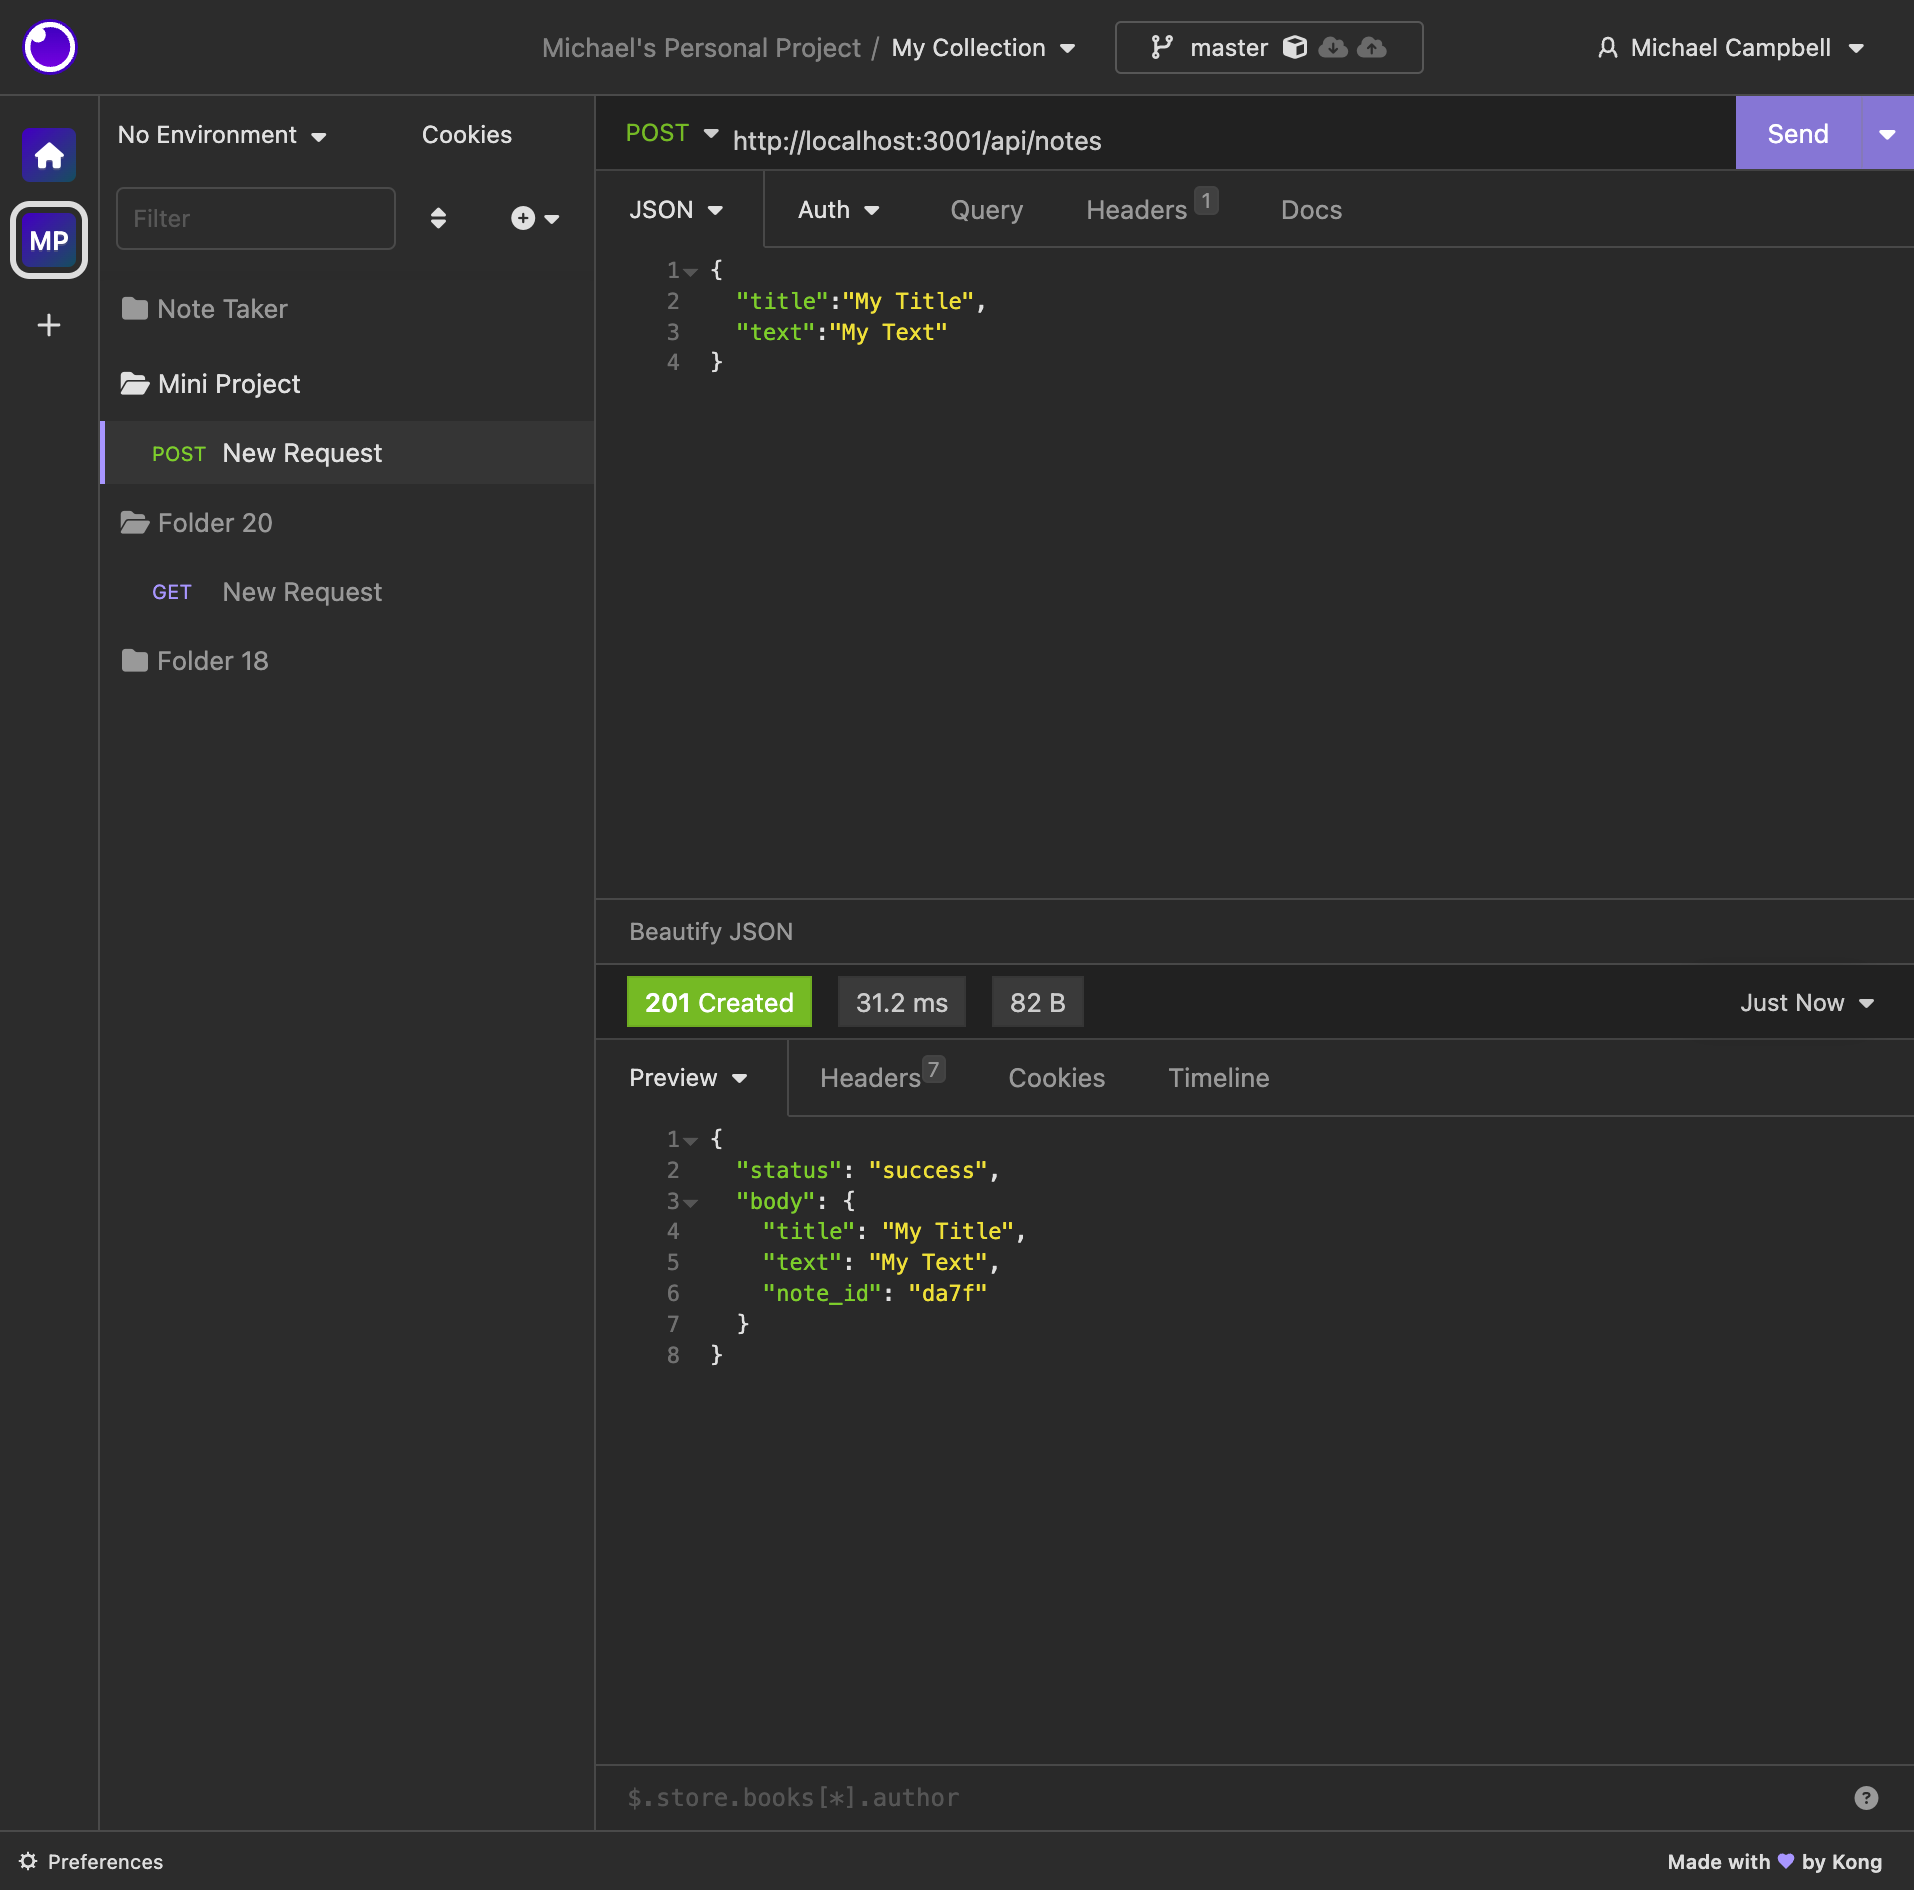 Michael's Personal Project / My Collection
master
Michael Campbell
MP
No Environment
Cookies
Filter
Note Taker
Mini Project
POST New Request
Folder 20
GET New Request
Folder 18
POST http://localhost:3001/api/notes
Send
JSON Auth Query Headers 1 Docs
1 {
2 "title":"My Title",
3 "text":"My Text"
4 }
Beautify JSON
201 Created 31.2 ms 82 B Just Now
Preview Headers 7 Cookies Timeline
1 {
2 "status": "success",
3 "body": {
4 "title": "My Title",
5 "text": "My Text",
6 "note_id": "da7f"
7 }
8 }
$.store.books[*].author
?
Preferences
Made with 💜 by Kong